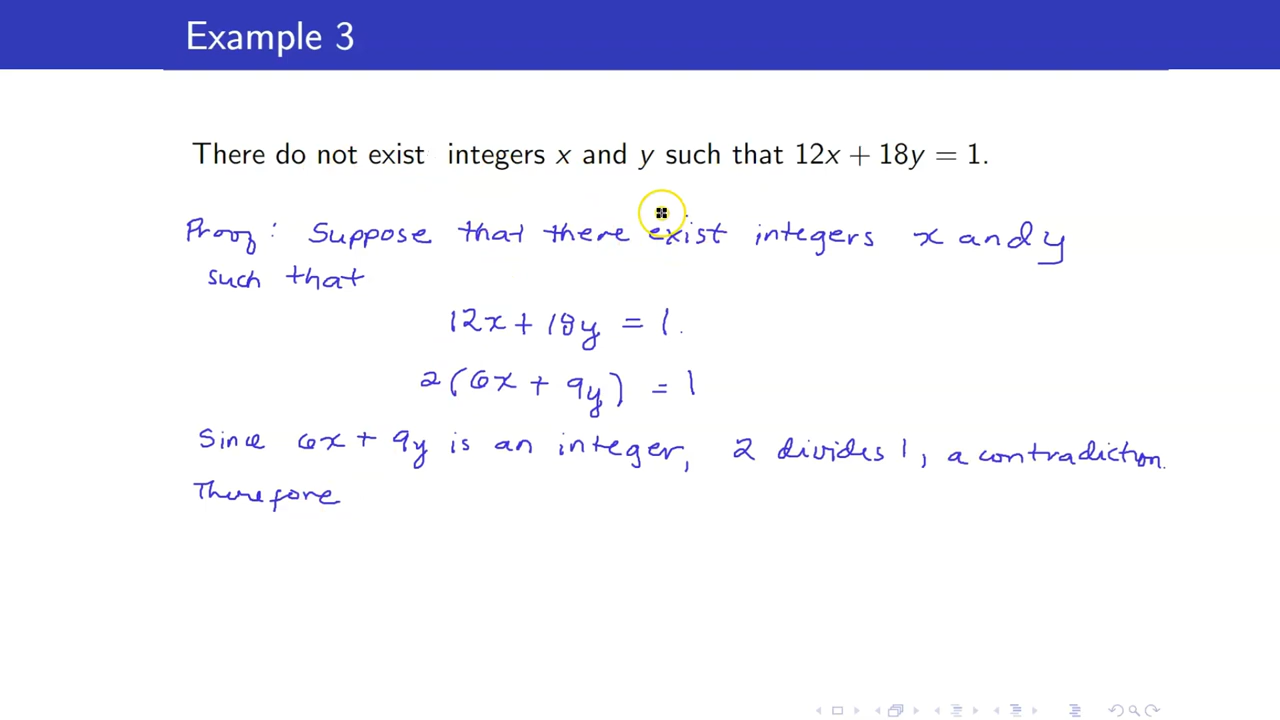 Example 3
There do not exist integers x and y such that 12x + 18y = 1.
Proof: Suppose that there exist integers x and y
such that
12x + 18y = 1.
2(6x + 9y) = 1
Since 6x + 9y is an integer, 2 divides 1, a contradiction.
Therefore